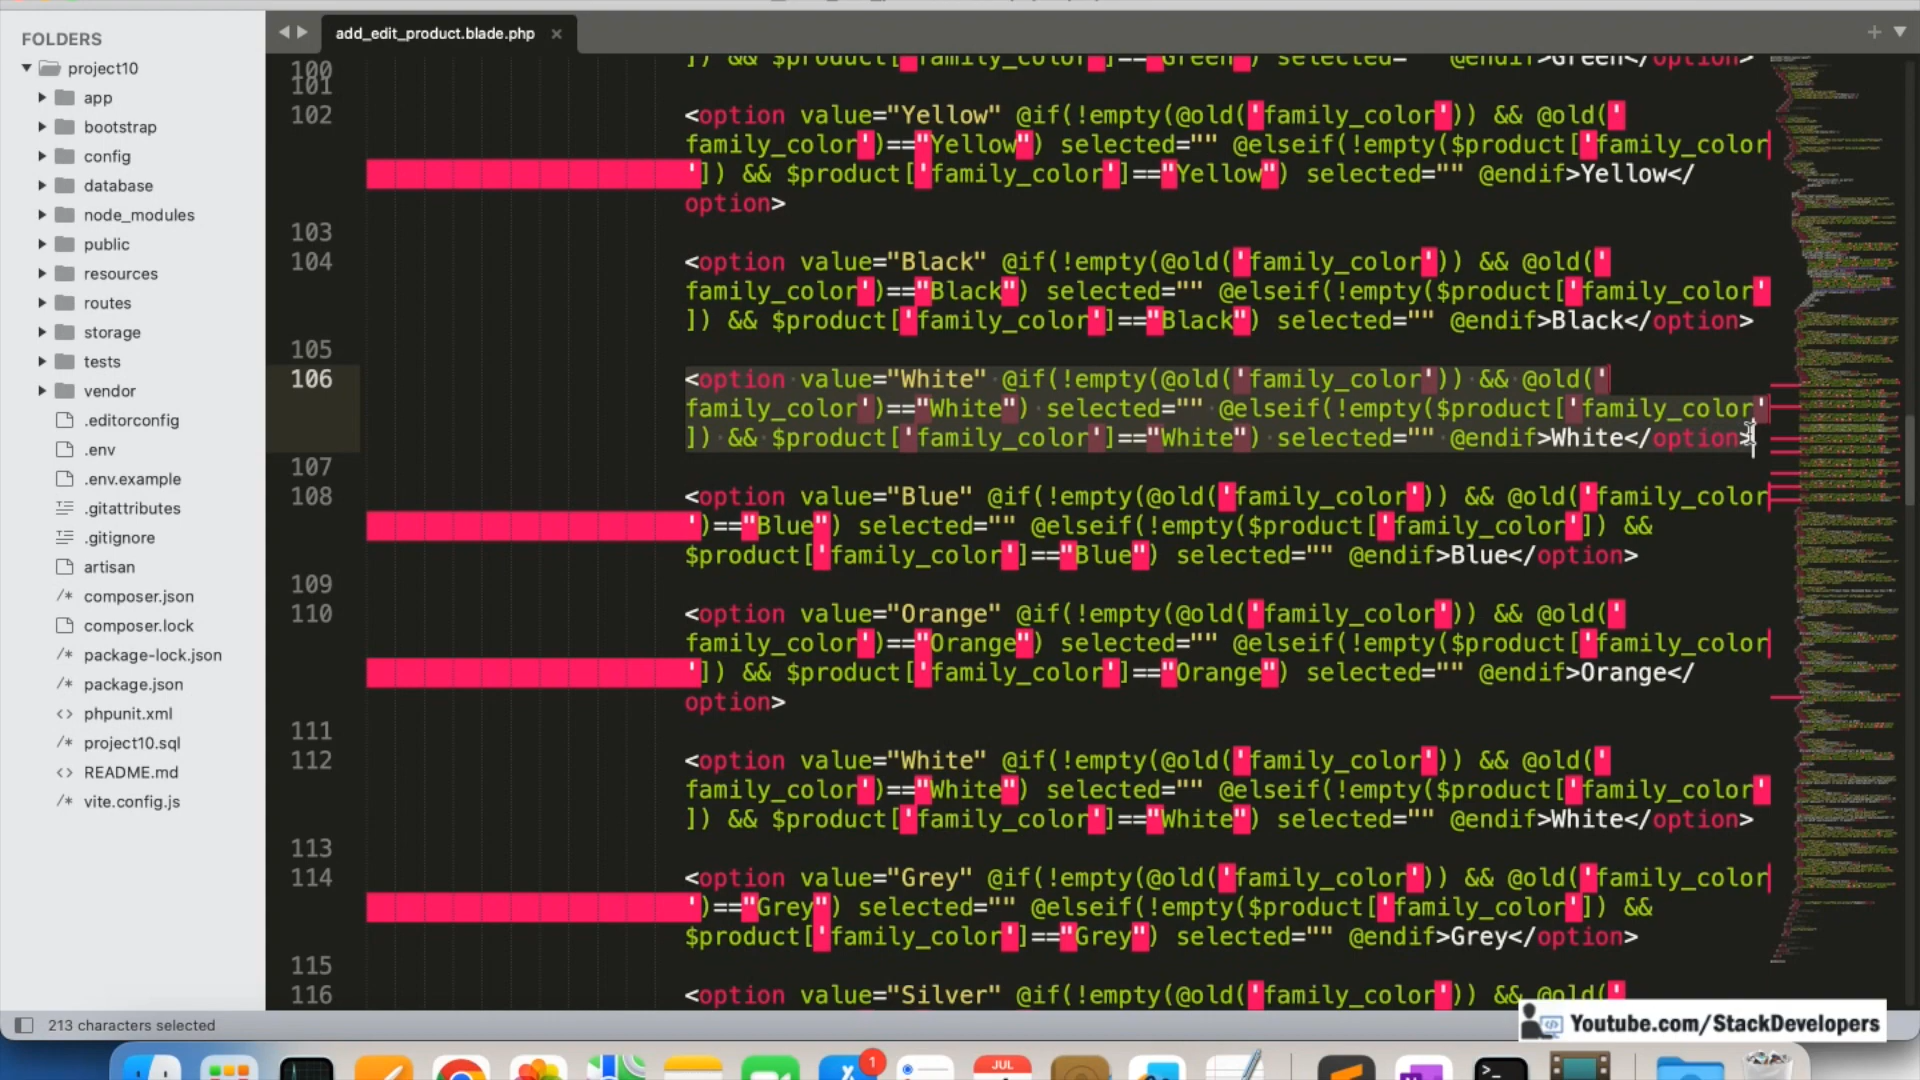 FOLDERS
project10
app
bootstrap
config
database
node_modules
public
resources
routes
storage
tests
vendor
.editorconfig
.env
.env.example
.gitattributes
.gitignore
artisan
composer.json
composer.lock
package-lock.json
package.json
phpunit.xml
project10.sql
README.md
vite.config.js
add_edit_product.blade.php
100 ]) && $product['family_color']=="Green") selected="" @endif>Green</option>
101
102 <option value="Yellow" @if(!empty(@old('family_color')) && @old('
family_color')=="Yellow") selected="" @elseif(!empty($product['family_color
']) && $product['family_color']=="Yellow") selected="" @endif>Yellow</
option>
103
104 <option value="Black" @if(!empty(@old('family_color')) && @old('
family_color')=="Black") selected="" @elseif(!empty($product['family_color'
]) && $product['family_color']=="Black") selected="" @endif>Black</option>
105
106 <option value="White" @if(!empty(@old('family_color')) && @old('
family_color')=="White") selected="" @elseif(!empty($product['family_color'
]) && $product['family_color']=="White") selected="" @endif>White</option>
107
108 <option value="Blue" @if(!empty(@old('family_color')) && @old('family_color
')=="Blue") selected="" @elseif(!empty($product['family_color']) &&
$product['family_color']=="Blue") selected="" @endif>Blue</option>
109
110 <option value="Orange" @if(!empty(@old('family_color')) && @old('
family_color')=="Orange") selected="" @elseif(!empty($product['family_color
']) && $product['family_color']=="Orange") selected="" @endif>Orange</
option>
111
112 <option value="White" @if(!empty(@old('family_color')) && @old('
family_color')=="White") selected="" @elseif(!empty($product['family_color'
]) && $product['family_color']=="White") selected="" @endif>White</option>
113
114 <option value="Grey" @if(!empty(@old('family_color')) && @old('family_color
')=="Grey") selected="" @elseif(!empty($product['family_color']) &&
$product['family_color']=="Grey") selected="" @endif>Grey</option>
115
116 <option value="Silver" @if(!empty(@old('family_color')) && @old('
213 characters selected
Youtube.com/StackDevelopers
1
JUL